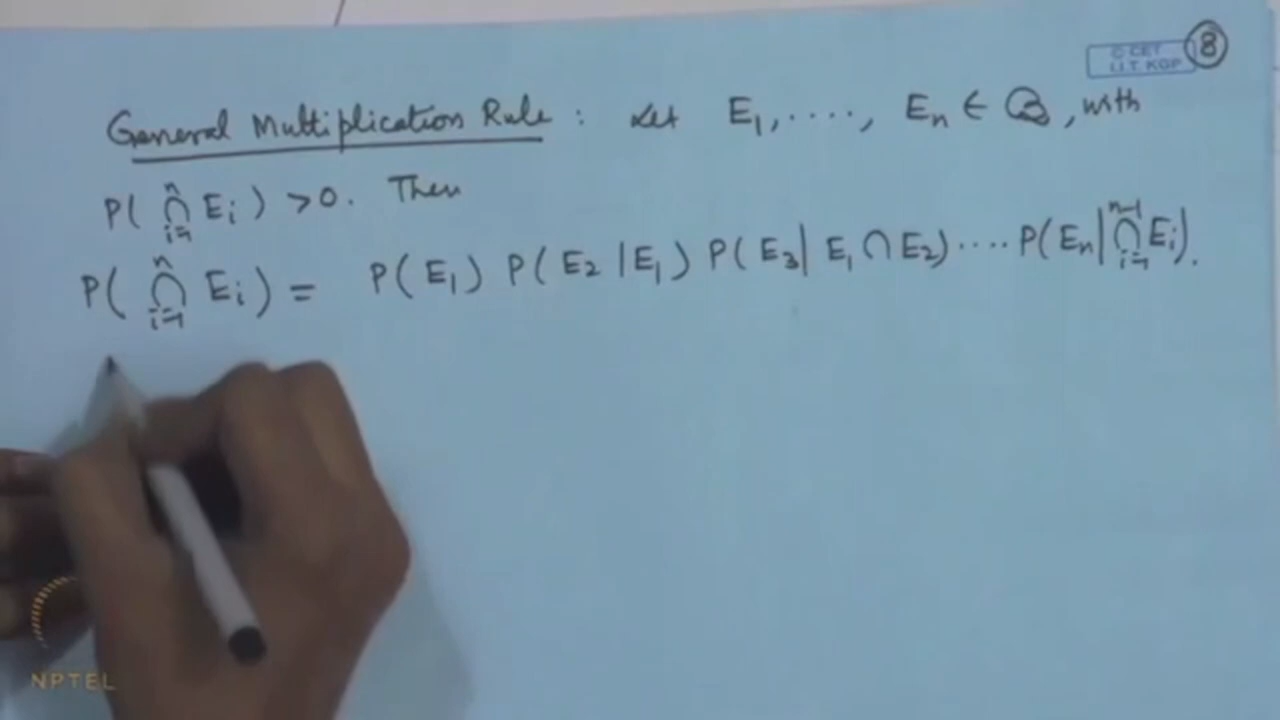 © CET
I.I.T. KGP
8
General Multiplication Rule : Let E₁, ...., Eₙ ∈ ℬ, with
P( ⋂ᵢ₌₁ⁿ Eᵢ ) > 0. Then
P( ⋂ᵢ₌₁ⁿ Eᵢ ) = P(E₁) P(E₂ | E₁) P(E₃ | E₁ ∩ E₂) .... P(Eₙ | ⋂ᵢ₌₁ⁿ⁻¹ Eᵢ).
NPTEL